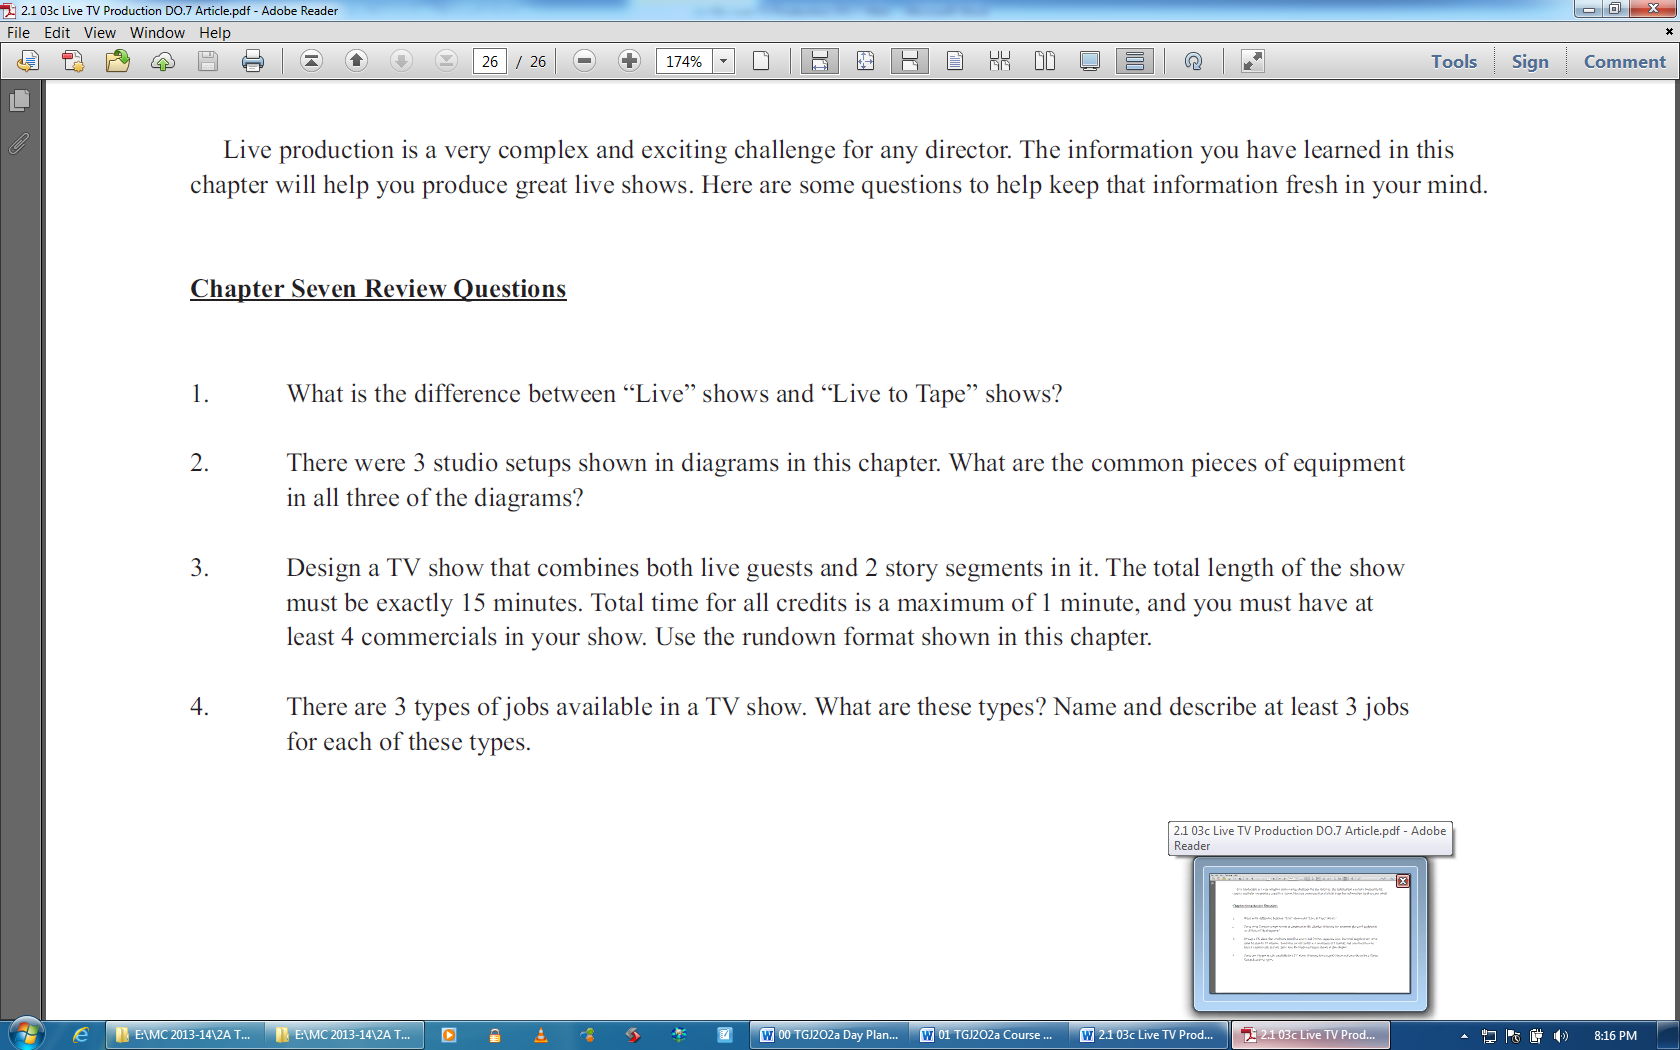 2.1 03c Live TV Production DO.7 Article.pdf - Adobe Reader
File Edit View Window Help
26 / 26 174% Tools Sign Comment
Live production is a very complex and exciting challenge for any director. The information you have learned in this
chapter will help you produce great live shows. Here are some questions to help keep that information fresh in your mind.
Chapter Seven Review Questions
1. What is the difference between “Live” shows and “Live to Tape” shows?
2. There were 3 studio setups shown in diagrams in this chapter. What are the common pieces of equipment
in all three of the diagrams?
3. Design a TV show that combines both live guests and 2 story segments in it. The total length of the show
must be exactly 15 minutes. Total time for all credits is a maximum of 1 minute, and you must have at
least 4 commercials in your show. Use the rundown format shown in this chapter.
4. There are 3 types of jobs available in a TV show. What are these types? Name and describe at least 3 jobs
for each of these types.
2.1 03c Live TV Production DO.7 Article.pdf - Adobe
Reader
E:\MC 2013-14\2A T... E:\MC 2013-14\2A T... 00 TGJ2O2a Day Plan... 01 TGJ2O2a Course ... 2.1 03c Live TV Prod... 2.1 03c Live TV Prod... 8:16 PM